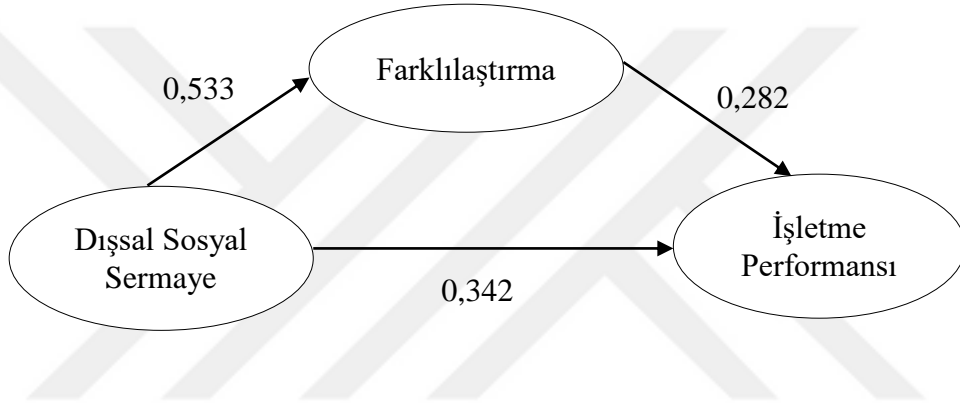 Farklılaştırma
0,533
0,282
Dışsal Sosyal
Sermaye
İşletme
Performansı
0,342